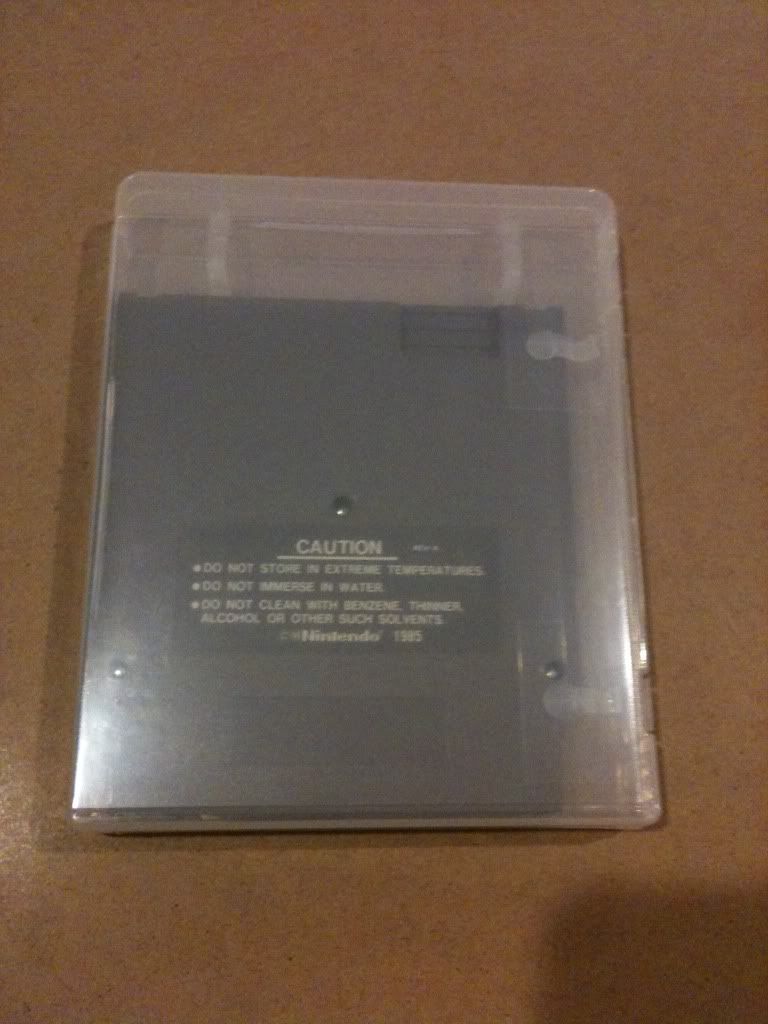 CAUTION
● DO NOT STORE IN EXTREME TEMPERATURES.
● DO NOT IMMERSE IN WATER.
● DO NOT CLEAN WITH BENZENE, THINNER,
ALCOHOL OR OTHER SUCH SOLVENTS.
Nintendo 1985